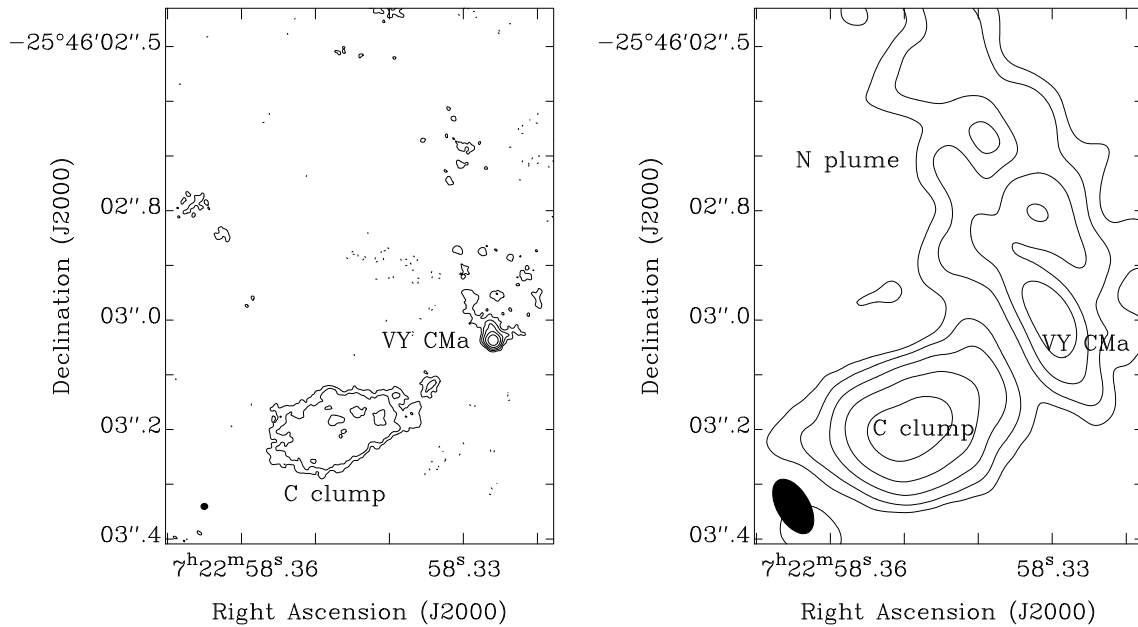 −25°46′02″.5
02″.8
03″.0
03″.2
03″.4
Declination (J2000)
VY CMa
C clump
7ʰ22ᵐ58ˢ.36
58ˢ.33
Right Ascension (J2000)
−25°46′02″.5
02″.8
03″.0
03″.2
03″.4
Declination (J2000)
N plume
VY CMa
C clump
7ʰ22ᵐ58ˢ.36
58ˢ.33
Right Ascension (J2000)